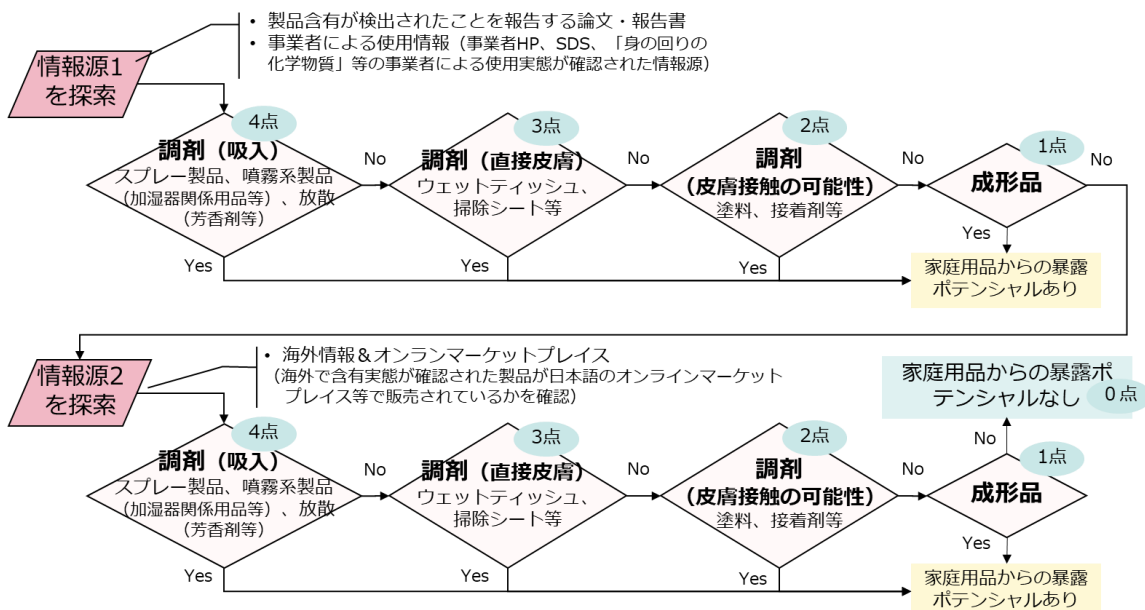 • 製品含有が検出されたことを報告する論文・報告書
• 事業者による使用情報（事業者HP、SDS、「身の回りの
化学物質」等の事業者による使用実態が確認された情報源）
情報源1
を探索
4点
調剤（吸入）
スプレー製品、噴霧系製品
(加湿器関係用品等）、放散
（芳香剤等）
No
Yes
3点
調剤（直接皮膚）
ウェットティッシュ、
掃除シート等
No
Yes
2点
調剤
（皮膚接触の可能性）
塗料、接着剤等
No
Yes
1点
成形品
No
Yes
家庭用品からの暴露
ポテンシャルあり
• 海外情報＆オンランマーケットプレイス
（海外で含有実態が確認された製品が日本語のオンラインマーケット
プレイス等で販売されているかを確認）
情報源2
を探索
4点
調剤（吸入）
スプレー製品、噴霧系製品
(加湿器関係用品等）、放散
（芳香剤等）
No
Yes
3点
調剤（直接皮膚）
ウェットティッシュ、
掃除シート等
No
Yes
2点
調剤
（皮膚接触の可能性）
塗料、接着剤等
No
Yes
家庭用品からの暴露ポ
テンシャルなし
0点
No
1点
成形品
Yes
家庭用品からの暴露
ポテンシャルあり